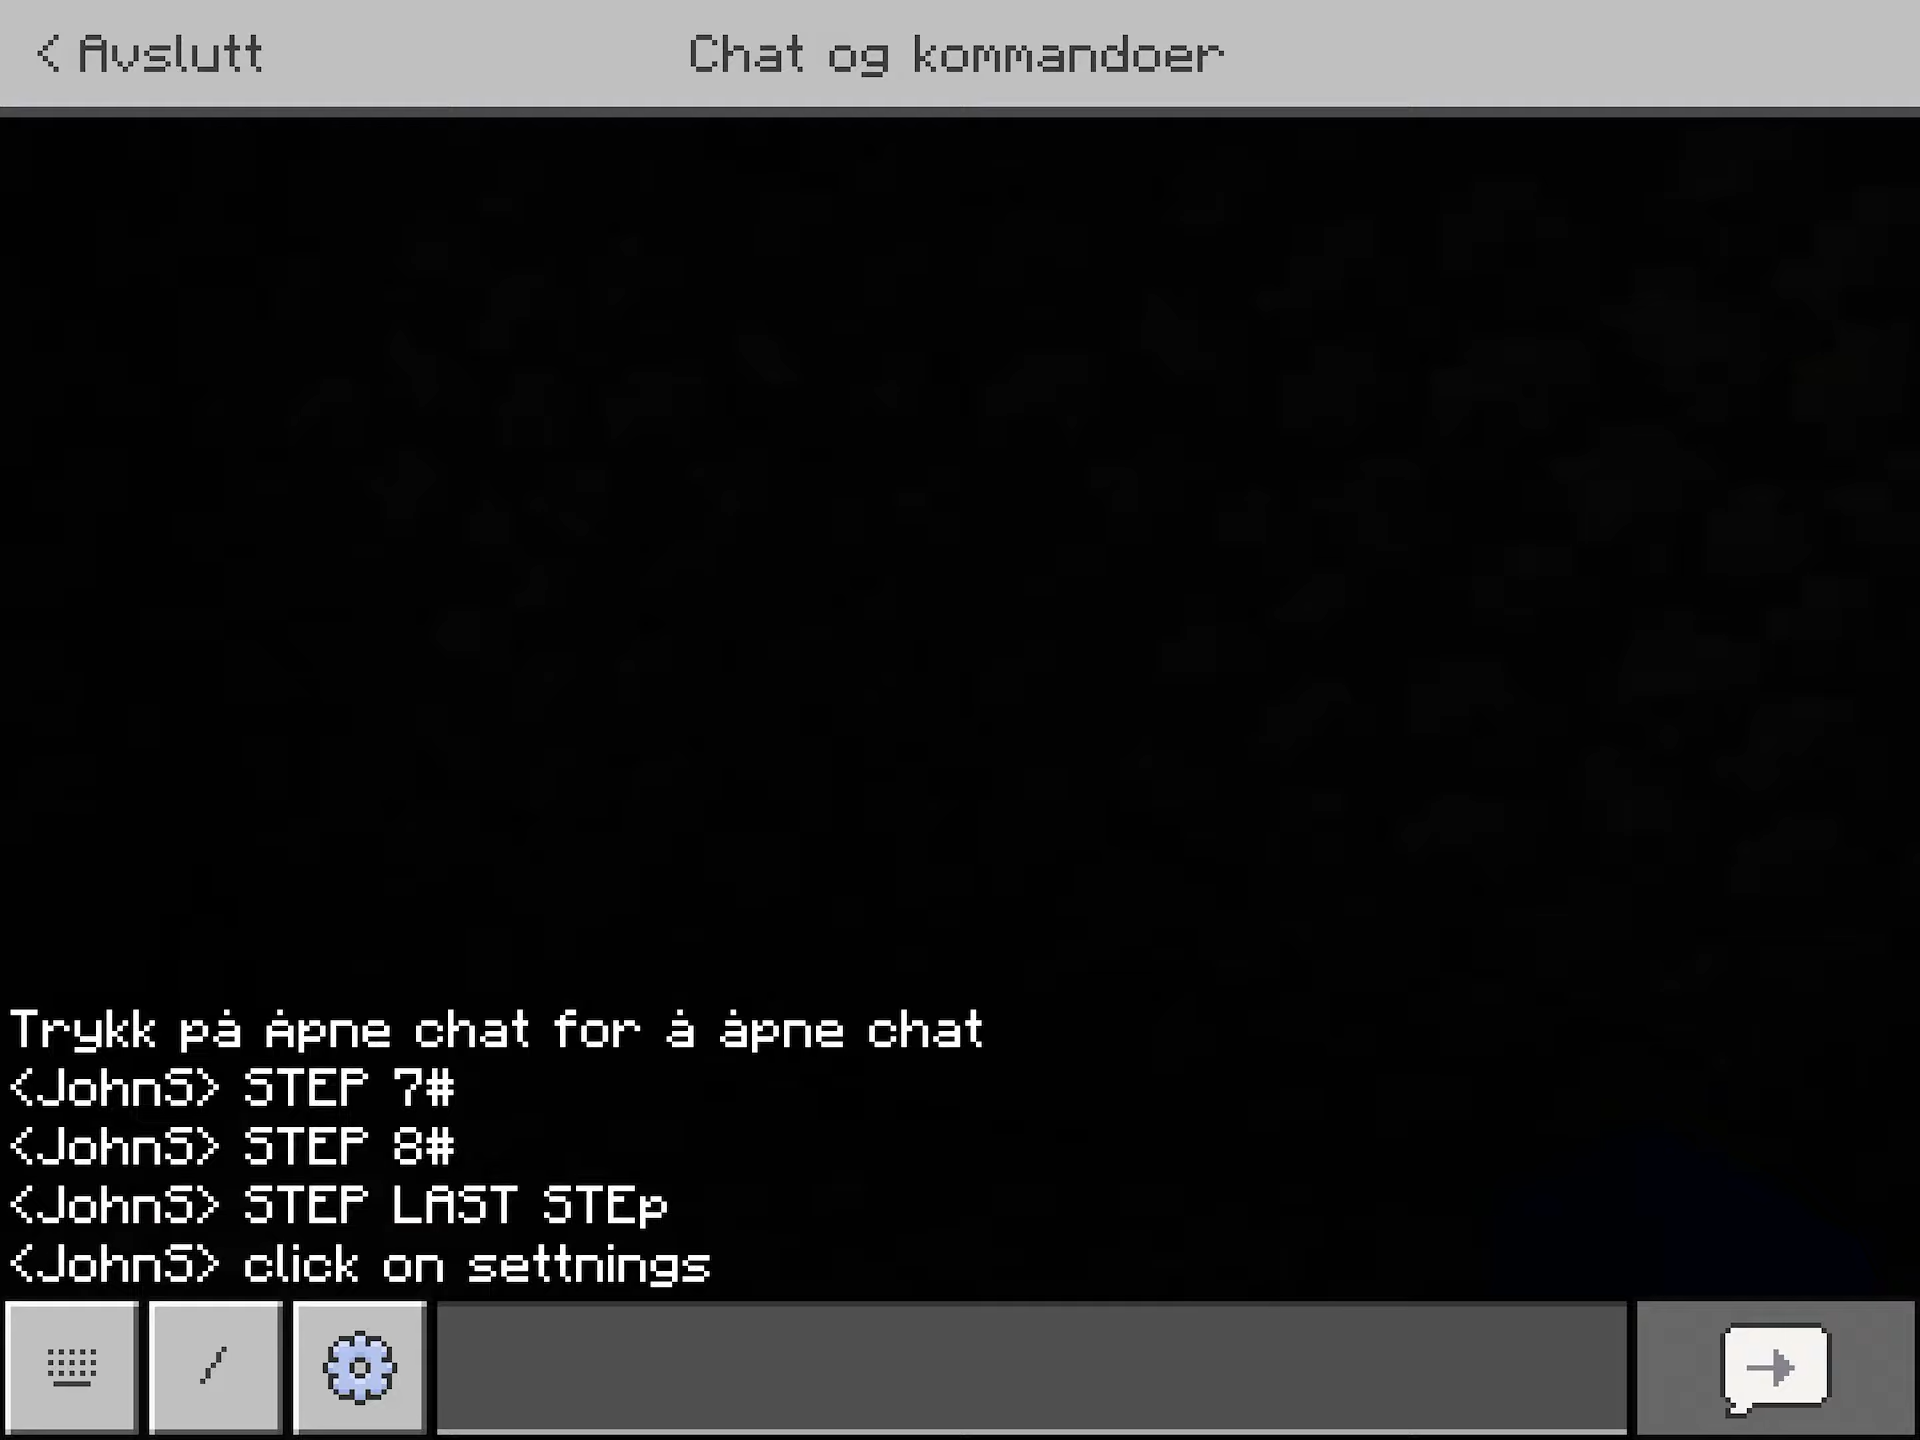 < Avslutt
Chat og kommandoer
Trykk på Åpne chat for å åpne chat
<JohnS> STEP 7#
<JohnS> STEP 8#
<JohnS> STEP LAST STEp
<JohnS> click on settnings
/